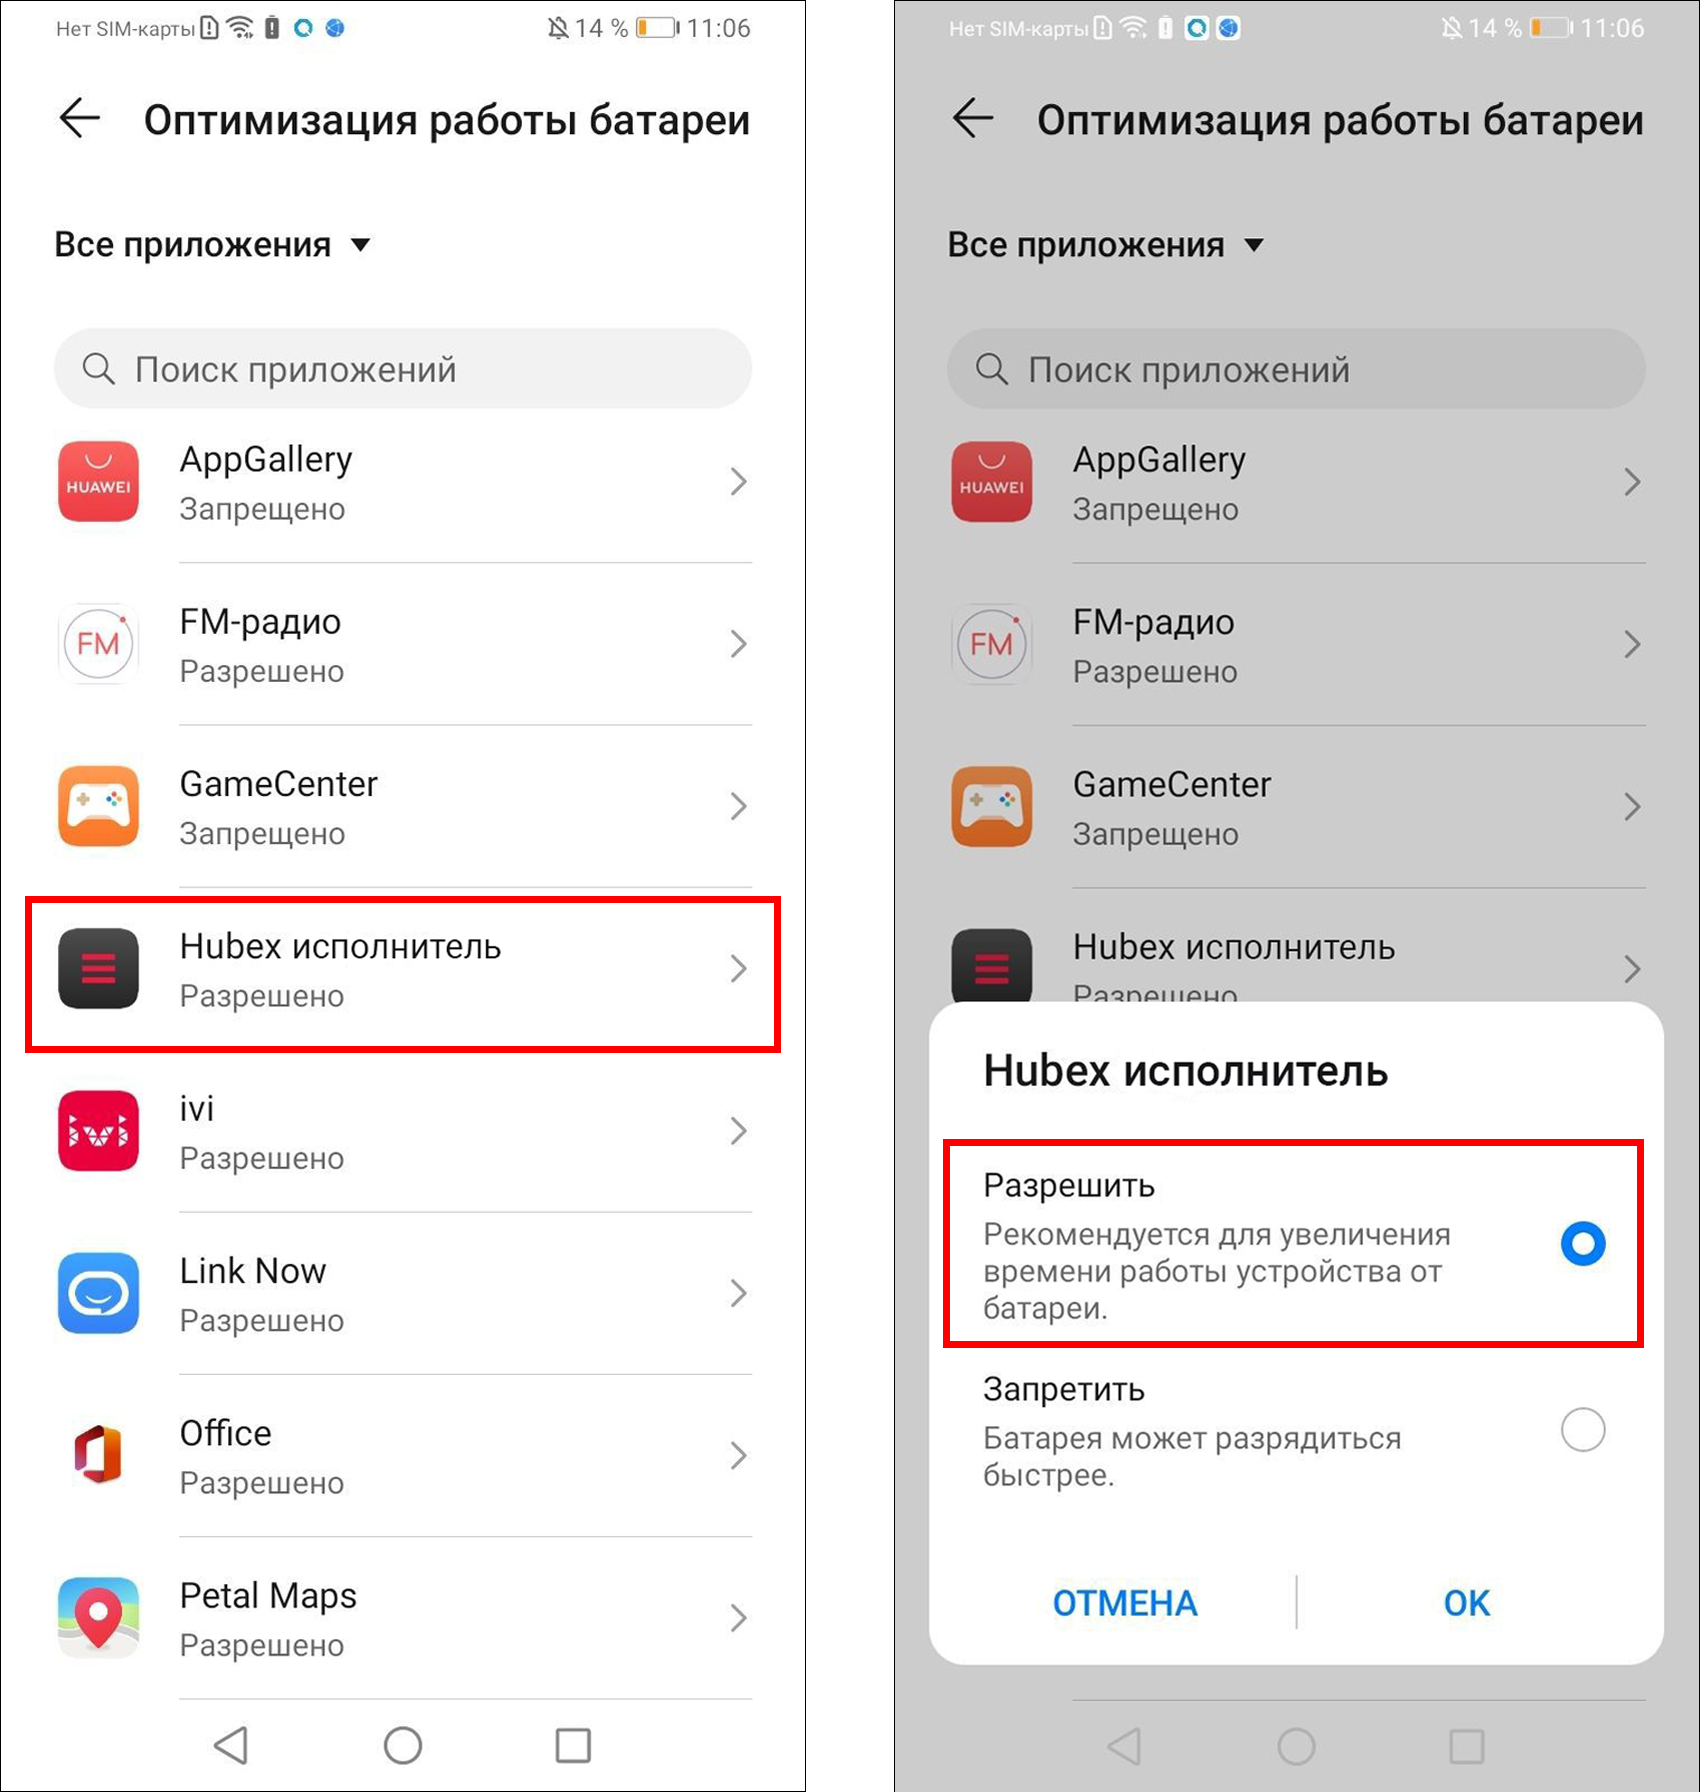 Нет SIM-карты 14 % 11:06
Оптимизация работы батареи
Все приложения
Поиск приложений
HUAWEI
AppGallery
Запрещено
FM
FM-радио
Разрешено
GameCenter
Запрещено
Hubex исполнитель
Разрешено
ivi
ivi
Разрешено
Link Now
Разрешено
Office
Разрешено
Petal Maps
Разрешено
Нет SIM-карты 14 % 11:06
Оптимизация работы батареи
Все приложения
Поиск приложений
HUAWEI
AppGallery
Запрещено
FM
FM-радио
Разрешено
GameCenter
Запрещено
Hubex исполнитель
Разрешено
Hubex исполнитель
Разрешить
Рекомендуется для увеличения
времени работы устройства от
батареи.
Запретить
Батарея может разрядиться
быстрее.
ОТМЕНА
OK